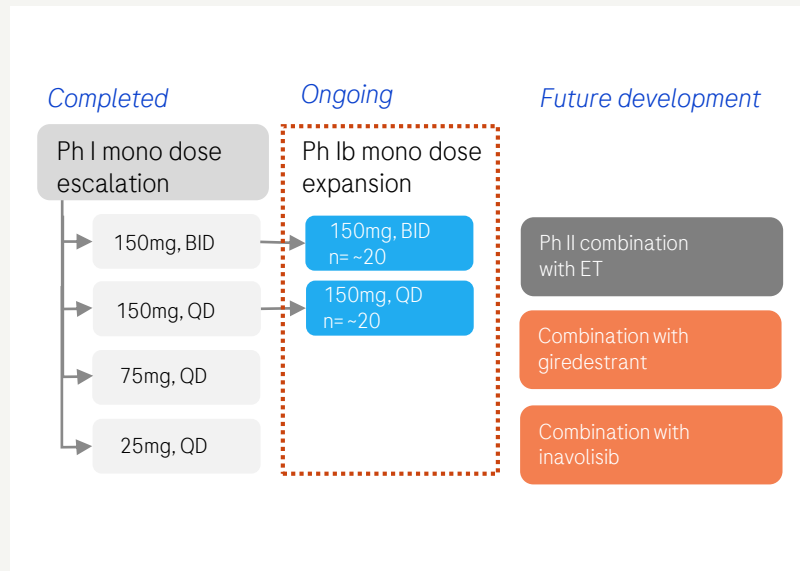 Completed
Ph I mono dose
escalation
150mg, BID
150mg, QD
75mg, QD
25mg, QD
Ongoing
Ph Ib mono dose
expansion
150mg, BID
n= ~20
150mg, QD
n= ~20
Future development
Ph II combination
with ET
Combination with
giredestrant
Combination with
inavolisib